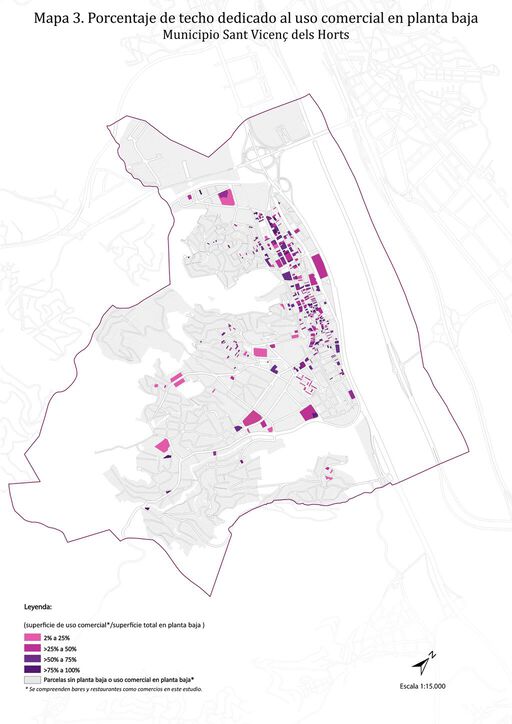 Mapa 3. Porcentaje de techo dedicado al uso comercial en planta baja
Municipio Sant Vicenç dels Horts
Leyenda:
(superficie de uso comercial*/superfície total en planta baja )
2% a 25%
>25% a 50%
>50% a 75%
>75% a 100%
Parcelas sin planta baja o uso comercial en planta baja*
* Se comprenden bares y restaurantes como comercios en este estudio.
N
Escala 1:15.000